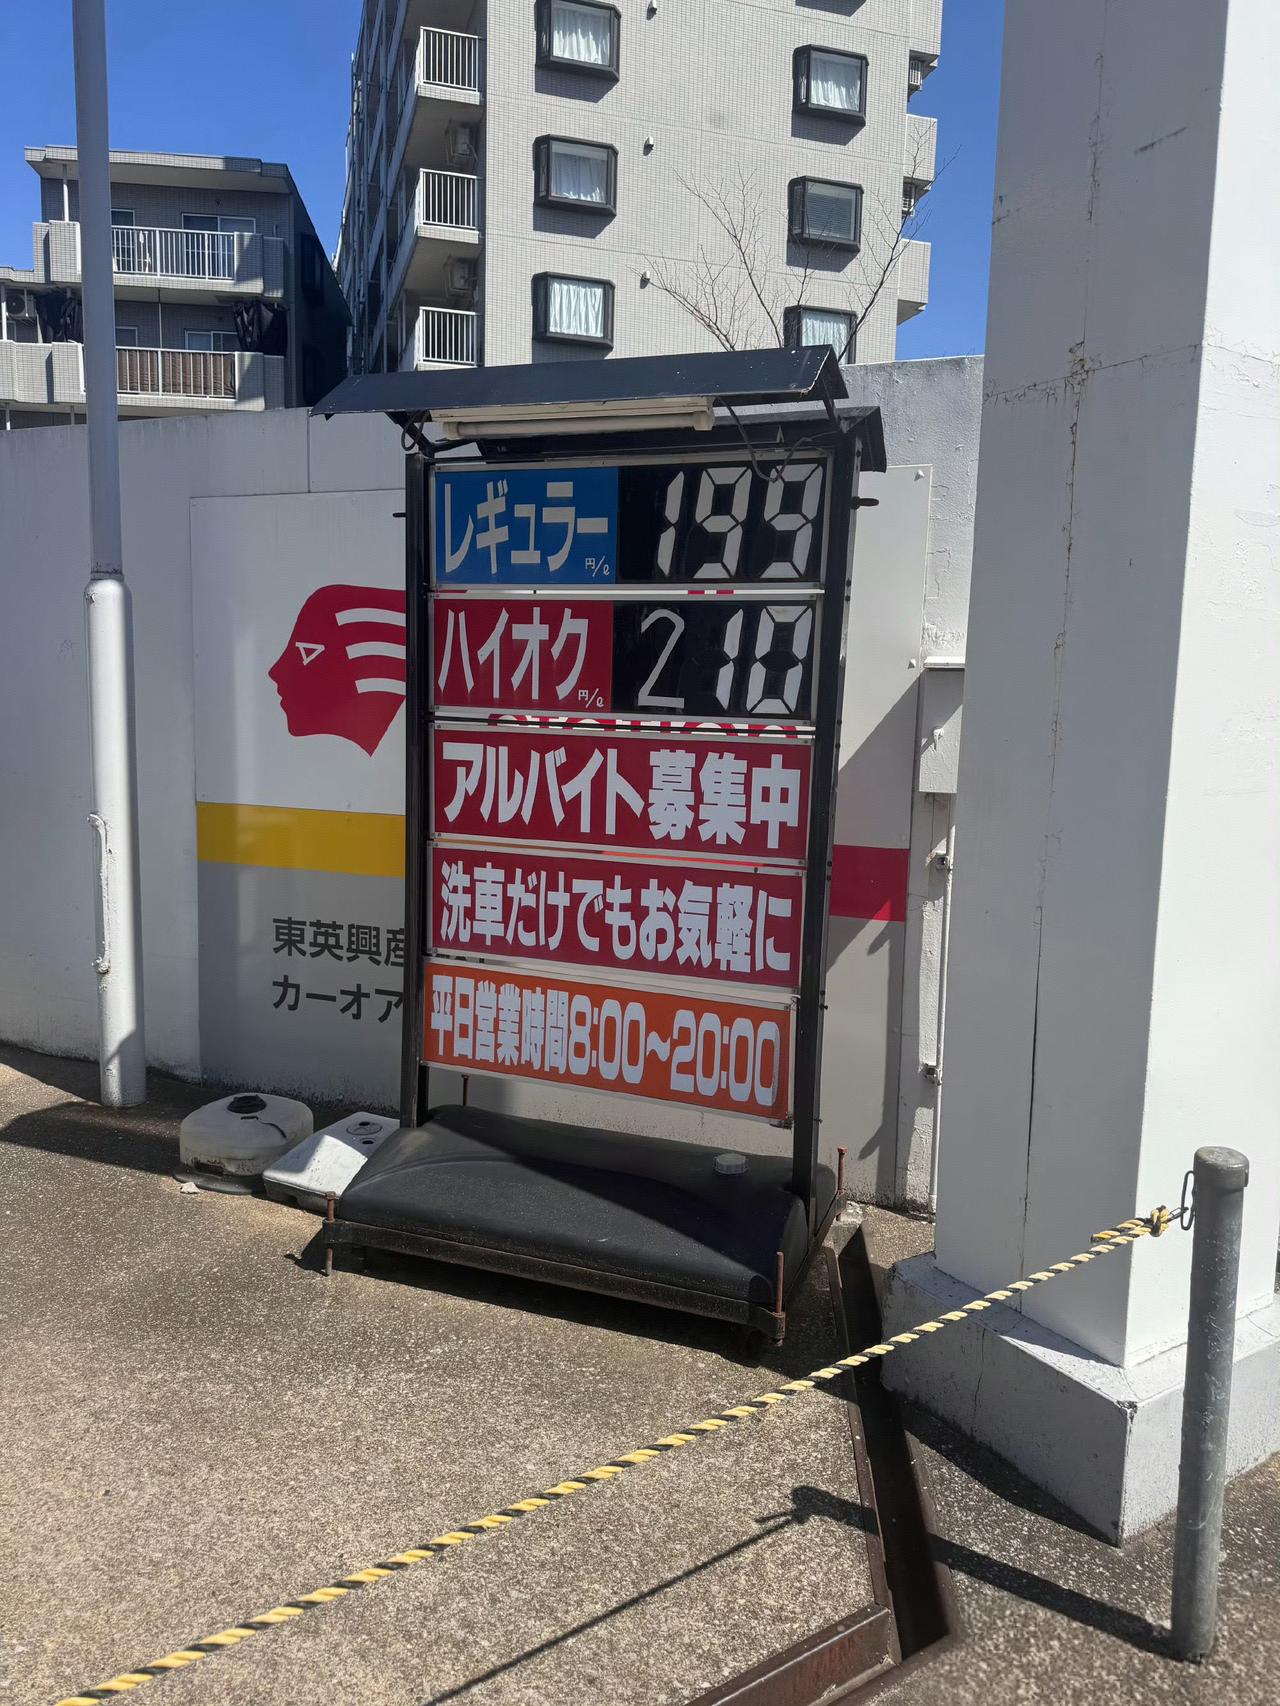 レギュラー 円/ℓ 199
ハイオク 円/ℓ 210
アルバイト募集中
洗車だけでもお気軽に
平日営業時間8:00~20:00
東英興産
カーオア